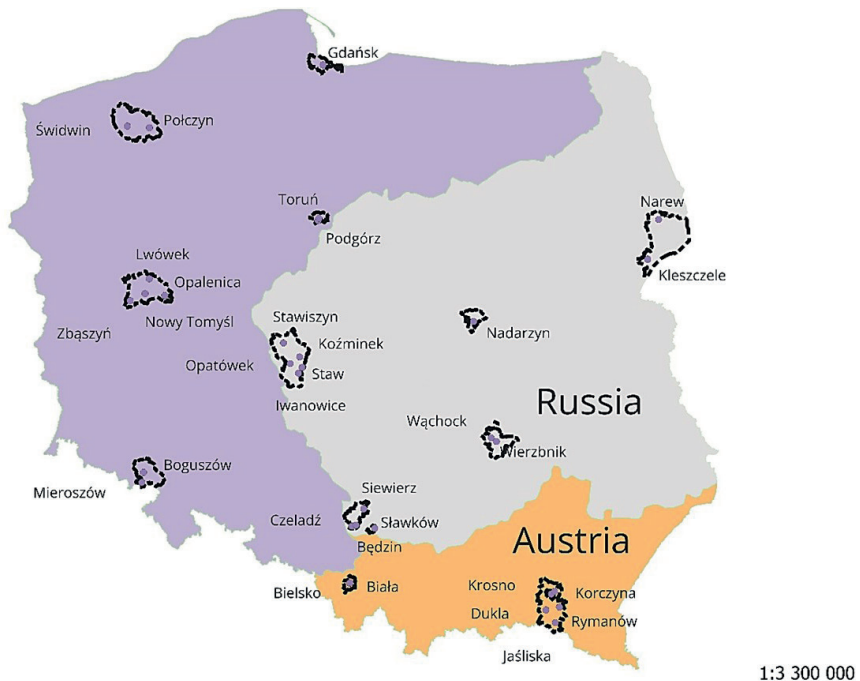 Gdańsk
Połczyn
Świdwin
Toruń
Narew
Podgórz
Lwówek
Kleszczele
Opalenica
Stawiszyn
Nowy Tomyśl
Zbąszyń
Nadarzyn
Koźminek
Opatówek
Staw
Iwanowice
Russia
Wąchock
Wierzbnik
Boguszów
Mieroszów
Siewierz
Czeladź
Sławków
Będzin
Austria
Bielsko
Biała
Krosno
Korczyna
Dukla
Rymanów
Jaśliska
1:3 300 000